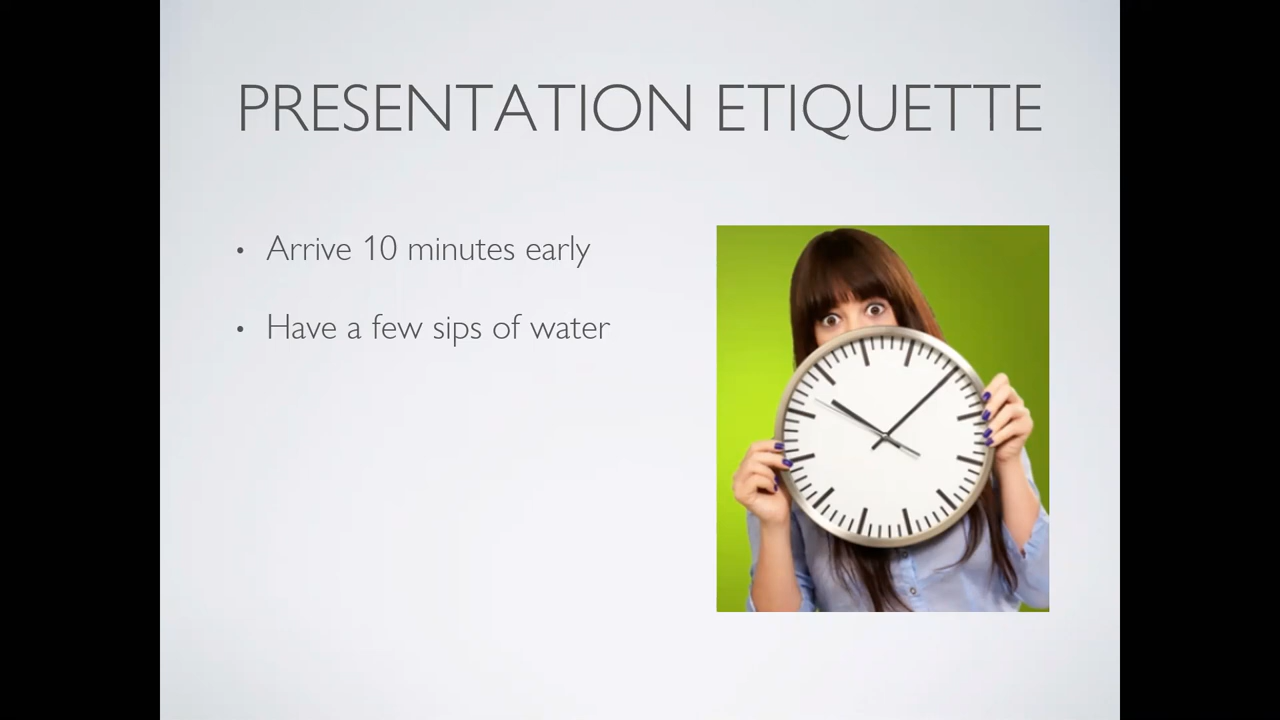 PRESENTATION ETIQUETTE
• Arrive 10 minutes early
• Have a few sips of water